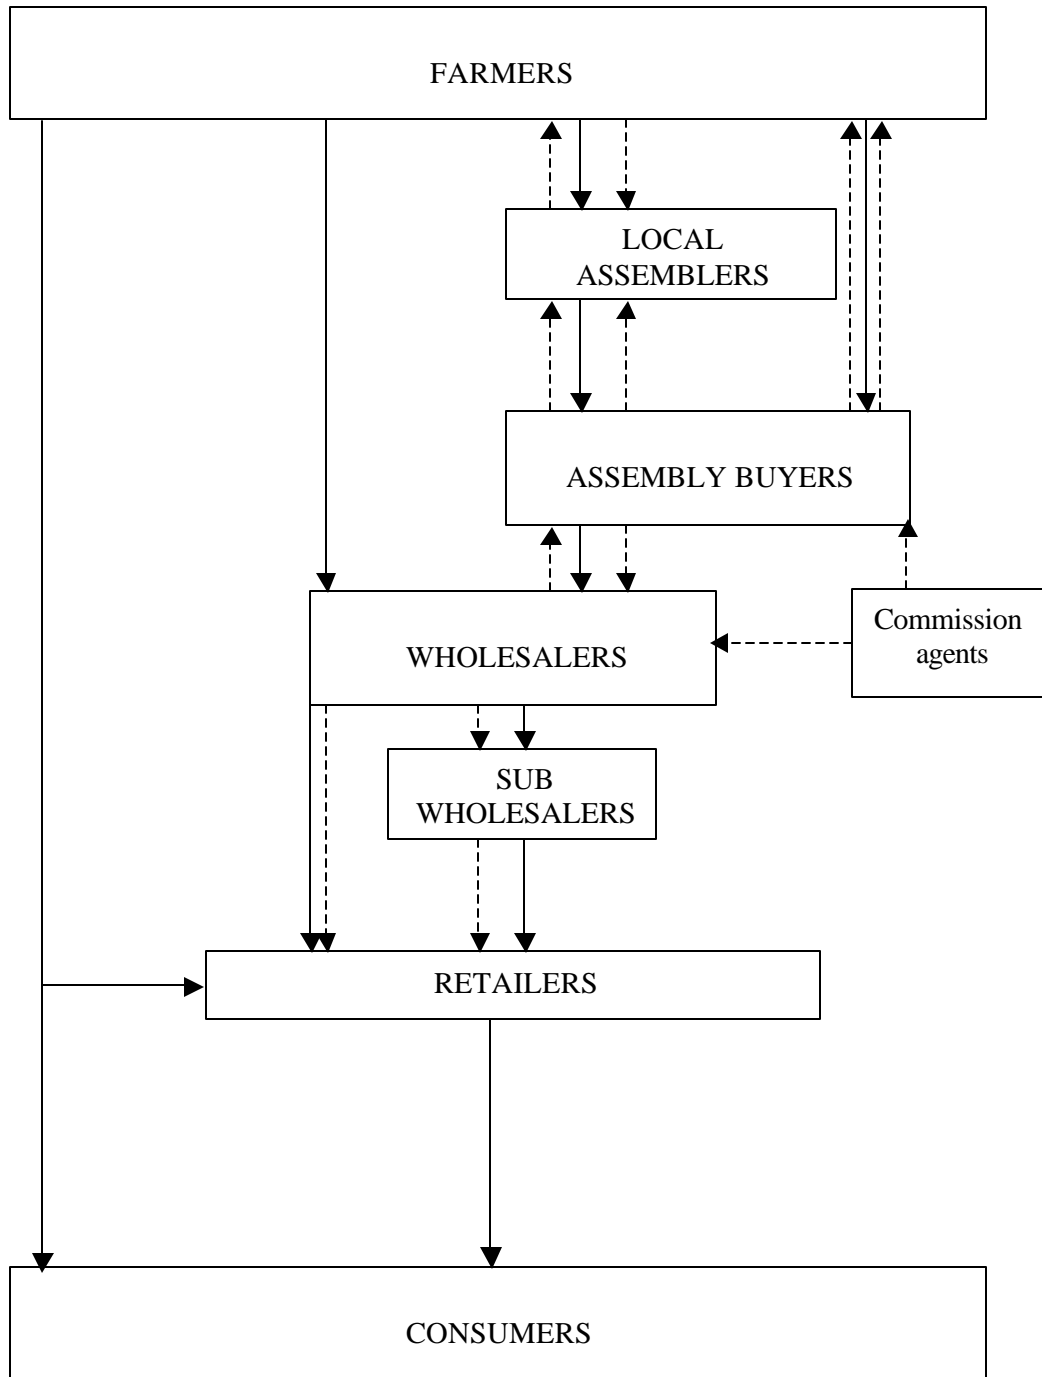 FARMERS
LOCAL
ASSEMBLERS
ASSEMBLY BUYERS
Commission
agents
WHOLESALERS
SUB
WHOLESALERS
RETAILERS
CONSUMERS